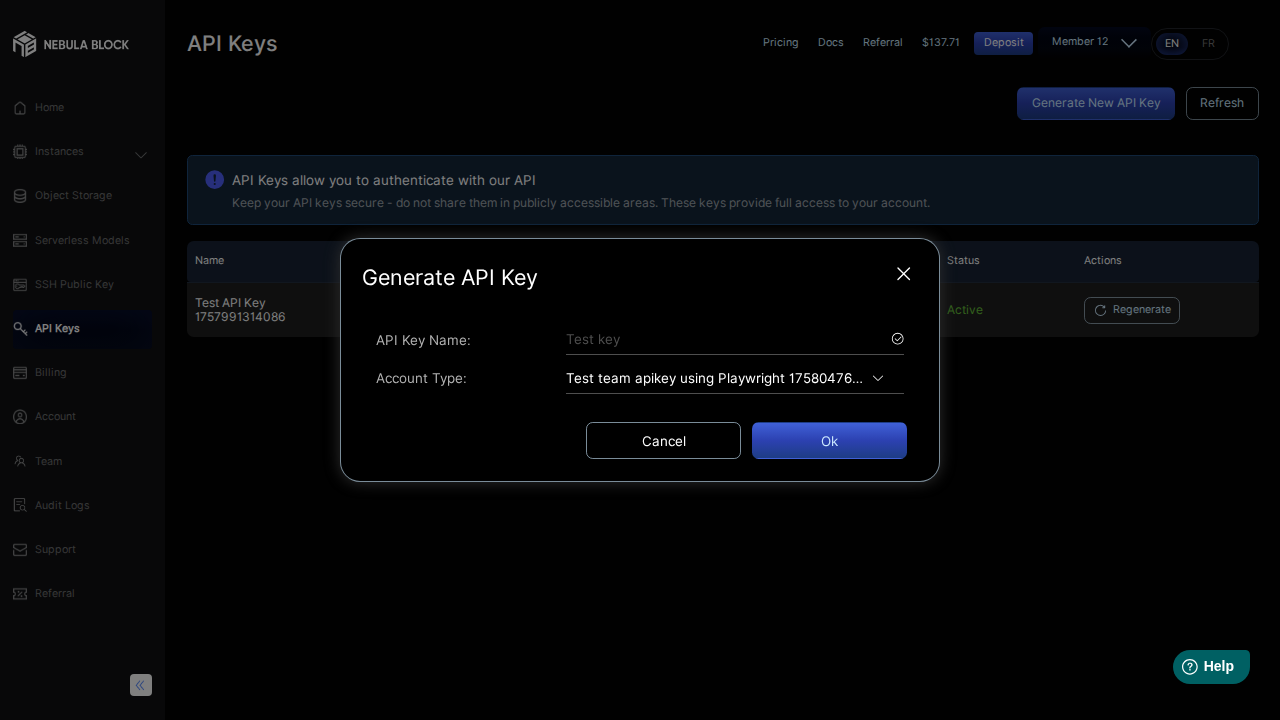 NEBULA BLOCK
API Keys
Pricing
Docs
Referral
$137.71
Deposit
Member 12
EN
FR
Home
Instances
Object Storage
Serverless Models
SSH Public Key
API Keys
Billing
Account
Team
Audit Logs
Support
Referral
Generate New API Key
Refresh
API Keys allow you to authenticate with our API
Keep your API keys secure - do not share them in publicly accessible areas. These keys provide full access to your account.
Name
Status
Actions
Test API Key
1757991314086
Active
Regenerate
Generate API Key
API Key Name:
Test key
Account Type:
Test team apikey using Playwright 17580476...
Cancel
Ok
Help